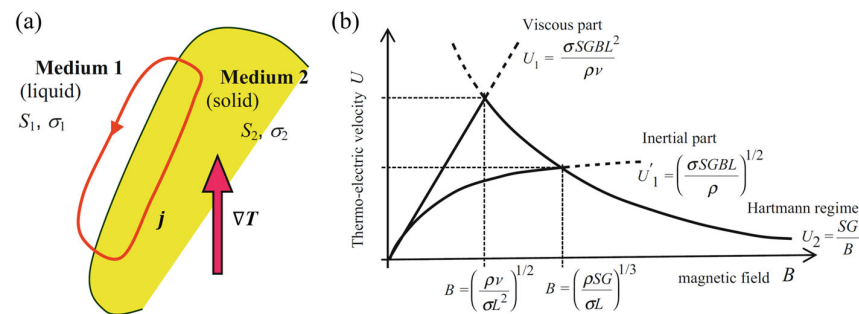 (a)
Medium 1
(liquid)
S₁, σ₁
Medium 2
(solid)
S₂, σ₂
j
∇T
(b)
Thermo-electric velocity U
Viscous part
U₁ = σSGBL²/ρν
Inertial part
U₁′ = (σSGBL/ρ)^1/2
Hartmann regime
U₂ = SG/B
B = (ρν/σL²)^1/2
B = (ρSG/σL)^1/3
magnetic field B